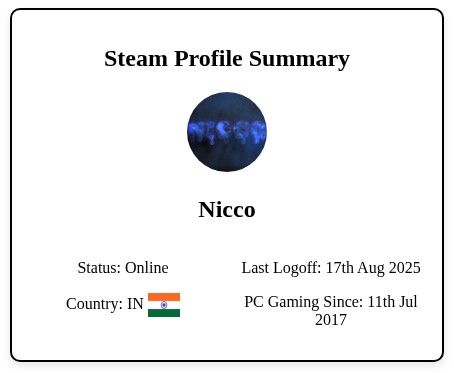 Steam Profile Summary
Nicco
Status: Online
Last Logoff: 17th Aug 2025
Country: IN
PC Gaming Since: 11th Jul
2017